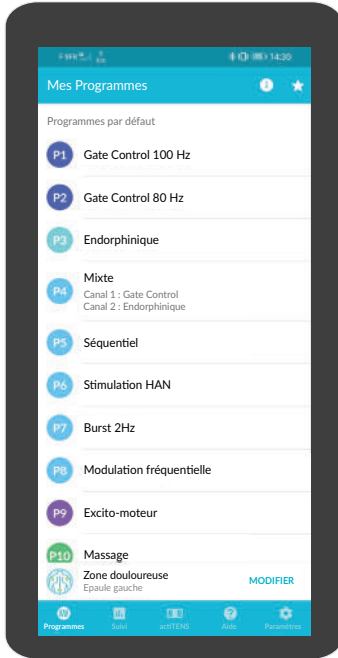 14:30
Mes Programmes
Programmes par défaut
P1 Gate Control 100 Hz
P2 Gate Control 80 Hz
P3 Endorphinique
P4 Mixte
Canal 1 : Gate Control
Canal 2 : Endorphinique
P5 Séquentiel
P6 Stimulation HAN
P7 Burst 2Hz
P8 Modulation fréquentielle
P9 Excito-moteur
P10 Massage
Zone douloureuse
Epaule gauche
MODIFIER
Programmes Suivi actiTENS Aide Paramètres